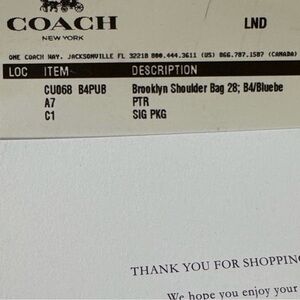 COACH
NEW YORK
LND
ONE COACH WAY, JACKSONVILLE FL 32218 800.444.3611 (US) 866.787.1587 (CANADA)
LOC ITEM DESCRIPTION
CU068 B4PUB Brooklyn Shoulder Bag 28; B4/Bluebe
A7 PTR
C1 SIG PKG
THANK YOU FOR SHOPPING
We hope you enjoy your